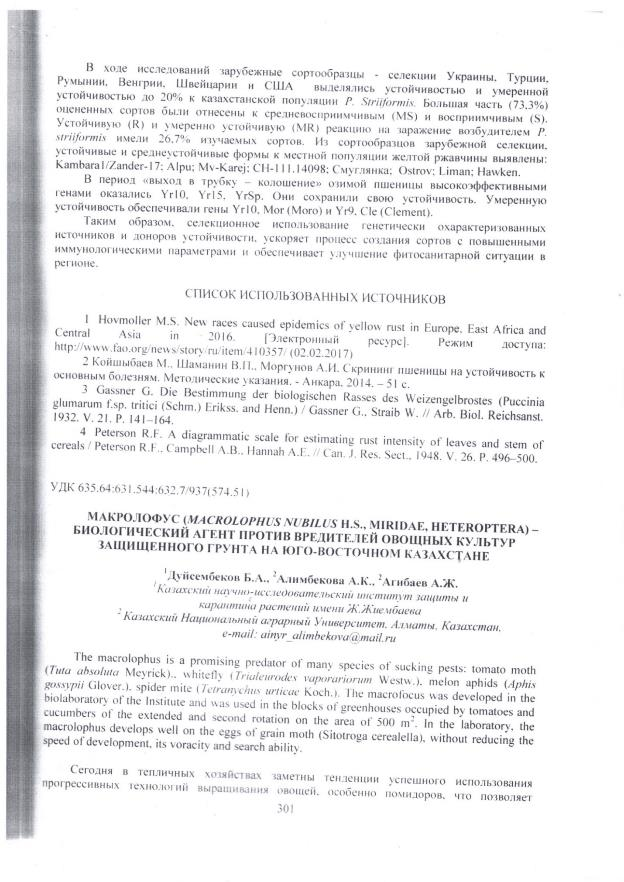 В ходе исследований зарубежные сортообразцы - селекции Украины, Турции,
Румынии, Венгрии, Швейцарии и США выделялись устойчивостью и умеренной
устойчивостью до 20% к казахстанской популяции P. Striiformis. Большая часть (73,3%)
оцененных сортов были отнесены к средневосприимчивым (MS) и восприимчивым (S).
Устойчивую (R) и умеренно устойчивую (MR) реакцию на заражение возбудителем P.
striiformis имели 26,7% изучаемых сортов. Из сортообразцов зарубежной селекции,
устойчивые и среднеустойчивые формы к местной популяции желтой ржавчины выявлены:
Kambara1/Zander-17; Alpu; Mv-Karej; CH-111.14098; Смуглянка; Ostrov; Liman; Hawken.
В период «выход в трубку – колошение» озимой пшеницы высокоэффективными
генами оказались Yr10, Yr15, YrSp. Они сохранили свою устойчивость. Умеренную
устойчивость обеспечивали гены Yr10, Mor (Moro) и Yr9, Cle (Clement).
Таким образом, селекционное использование генетически охарактеризованных
источников и доноров устойчивости, ускоряет процесс создания сортов с повышенными
иммунологическими параметрами и обеспечивает улучшение фитосанитарной ситуации в
регионе.
СПИСОК ИСПОЛЬЗОВАННЫХ ИСТОЧНИКОВ
1 Hovmoller M.S. New races caused epidemics of yellow rust in Europe, East Africa and
Central Asia in 2016. [Электронный ресурс]. Режим доступа:
http://www.fao.org/news/story/ru/item/410357/ (02.02.2017)
2 Койшыбаев М., Шаманин В.П., Моргунов А.И. Скрининг пшеницы на устойчивость к
основным болезням. Методические указания. - Анкара, 2014. – 51 с.
3 Gassner G. Die Bestimmung der biologischen Rasses des Weizengelbrostes (Puccinia
glumarum f.sp. tritici (Schm.) Erikss. and Henn.) / Gassner G., Straib W. // Arb. Biol. Reichsanst.
1932. V. 21. P. 141–164.
4 Peterson R.F. A diagrammatic scale for estimating rust intensity of leaves and stem of
cereals / Peterson R.F., Campbell A.B., Hannah A.E. // Can. J. Res. Sect., 1948. V. 26. P. 496–500.
УДК 635.64:631.544:632.7/937(574.51)
МАКРОЛОФУС (MACROLOPHUS NUBILUS H.S., MIRIDAE, HETEROPTERA) –
БИОЛОГИЧЕСКИЙ АГЕНТ ПРОТИВ ВРЕДИТЕЛЕЙ ОВОЩНЫХ КУЛЬТУР
ЗАЩИЩЕННОГО ГРУНТА НА ЮГО-ВОСТОЧНОМ КАЗАХСТАНЕ
¹Дуйсембеков Б.А., ²Алимбекова А.К., ²Агибаев А.Ж.
¹Казахский научно-исследовательский институт защиты и
карантина растений имени Ж.Жиембаева
² Казахский Национальный аграрный Университет, Алматы, Казахстан,
e-mail: ainyr_alimbekova@mail.ru
The macrolophus is a promising predator of many species of sucking pests: tomato moth
(Tuta absoluta Meyrick)., whitefly (Trialeurodes vaporariorum Westw.), melon aphids (Aphis
gossypii Glover.), spider mite (Tetranychus urticae Koch.). The macrofocus was developed in the
biolaboratory of the Institute and was used in the blocks of greenhouses occupied by tomatoes and
cucumbers of the extended and second rotation on the area of 500 m². In the laboratory, the
macrolophus develops well on the eggs of grain moth (Sitotroga cerealella), without reducing the
speed of development, its voracity and search ability.
Сегодня в тепличных хозяйствах заметны тенденции успешного использования
прогрессивных технологий выращивания овощей, особенно помидоров, что позволяет
301